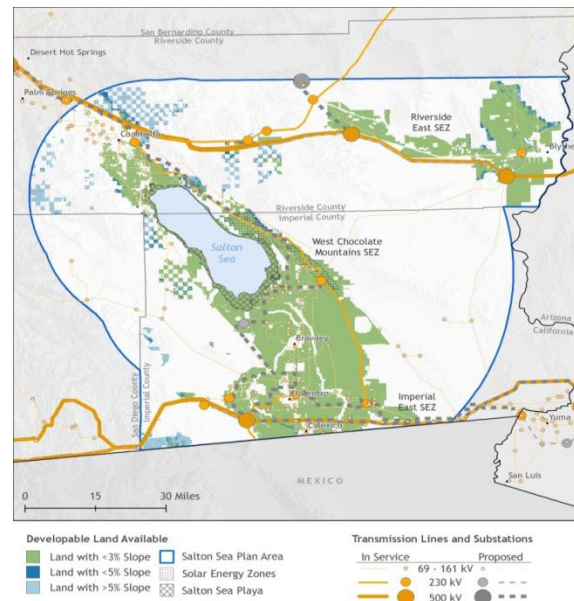 San Bernardino County
Riverside County
Desert Hot Springs
Palm Springs
Coachella
Riverside
East SEZ
Blythe
Riverside County
Imperial County
Salton
Sea
West Chocolate
Mountains SEZ
Arizona
California
Brawley
San Diego County
Imperial County
El Centro
Imperial
East SEZ
Calexico
Yuma
San Luis
MEXICO
0 15 30 Miles
Developable Land Available
Land with <3% Slope
Land with <5% Slope
Land with >5% Slope
Salton Sea Plan Area
Solar Energy Zones
Salton Sea Playa
Transmission Lines and Substations
In Service Proposed
69 - 161 kV
230 kV
500 kV